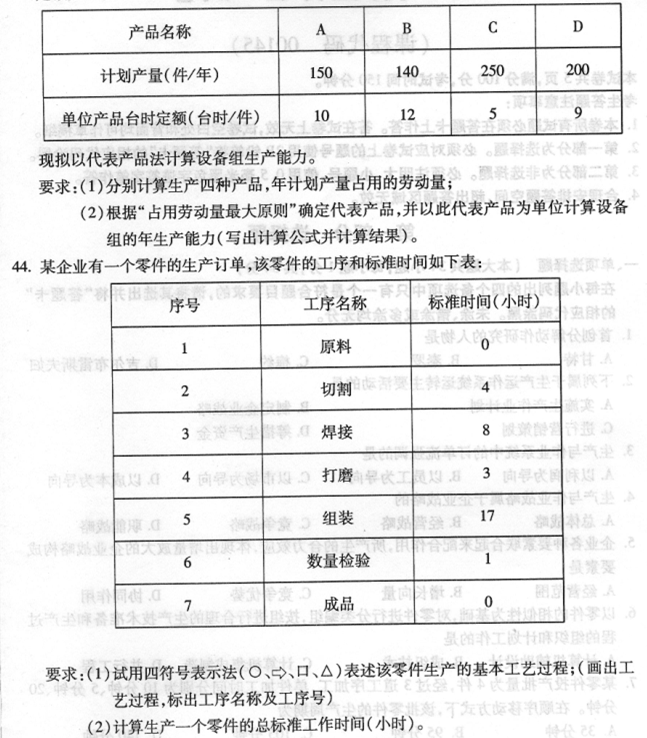 产品名称 A B C D
计划产量(件/年) 150 140 250 200
单位产品台时定额(台时/件) 10 12 5 9
现拟以代表产品法计算设备组生产能力。
要求:(1)分别计算生产四种产品,年计划产量占用的劳动量;
(2)根据“占用劳动量最大原则”确定代表产品,并以此代表产品为单位计算设备
组的年生产能力(写出计算公式并计算结果)。
44. 某企业有一个零件的生产订单,该零件的工序和标准时间如下表:
序号 工序名称 标准时间(小时)
1 原料 0
2 切割 4
3 焊接 8
4 打磨 3
5 组装 17
6 数量检验 1
7 成品 0
要求:(1)试用四符号表示法(○、⇨、□、△)表述该零件生产的基本工艺过程;(画出工
艺过程,标出工序名称及工序号)
(2)计算生产一个零件的总标准工作时间(小时)。